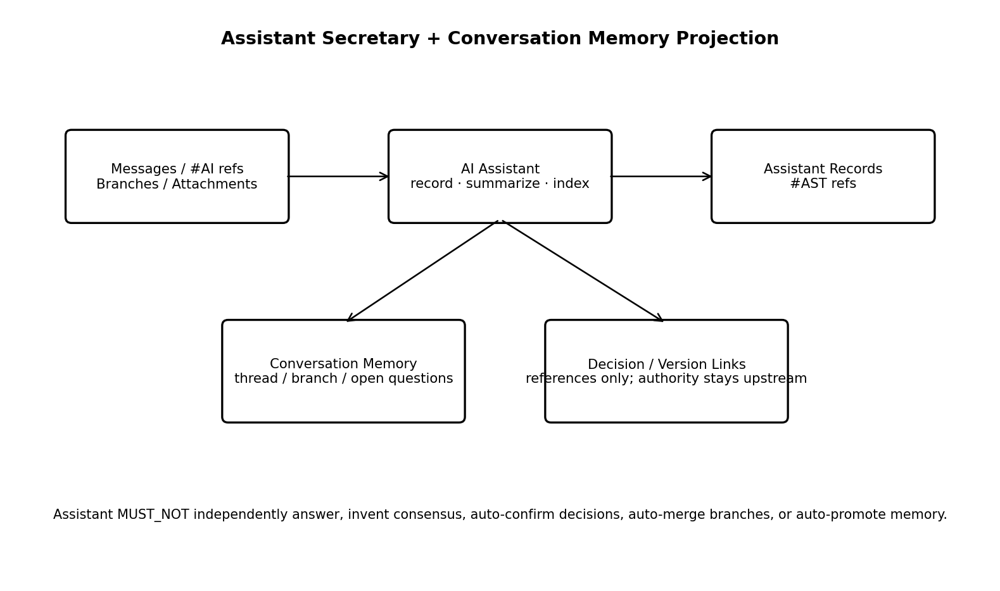 Assistant Secretary + Conversation Memory Projection
Messages / #AI refs
Branches / Attachments
AI Assistant
record · summarize · index
Assistant Records
#AST refs
Conversation Memory
thread / branch / open questions
Decision / Version Links
references only; authority stays upstream
Assistant MUST_NOT independently answer, invent consensus, auto-confirm decisions, auto-merge branches, or auto-promote memory.